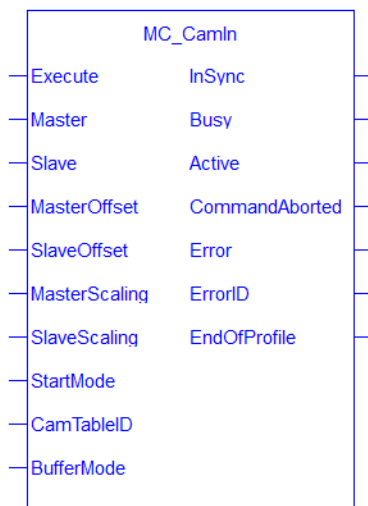 MC_CamIn
Execute InSync
Master Busy
Slave Active
MasterOffset CommandAborted
SlaveOffset Error
MasterScaling ErrorID
SlaveScaling EndOfProfile
StartMode
CamTableID
BufferMode